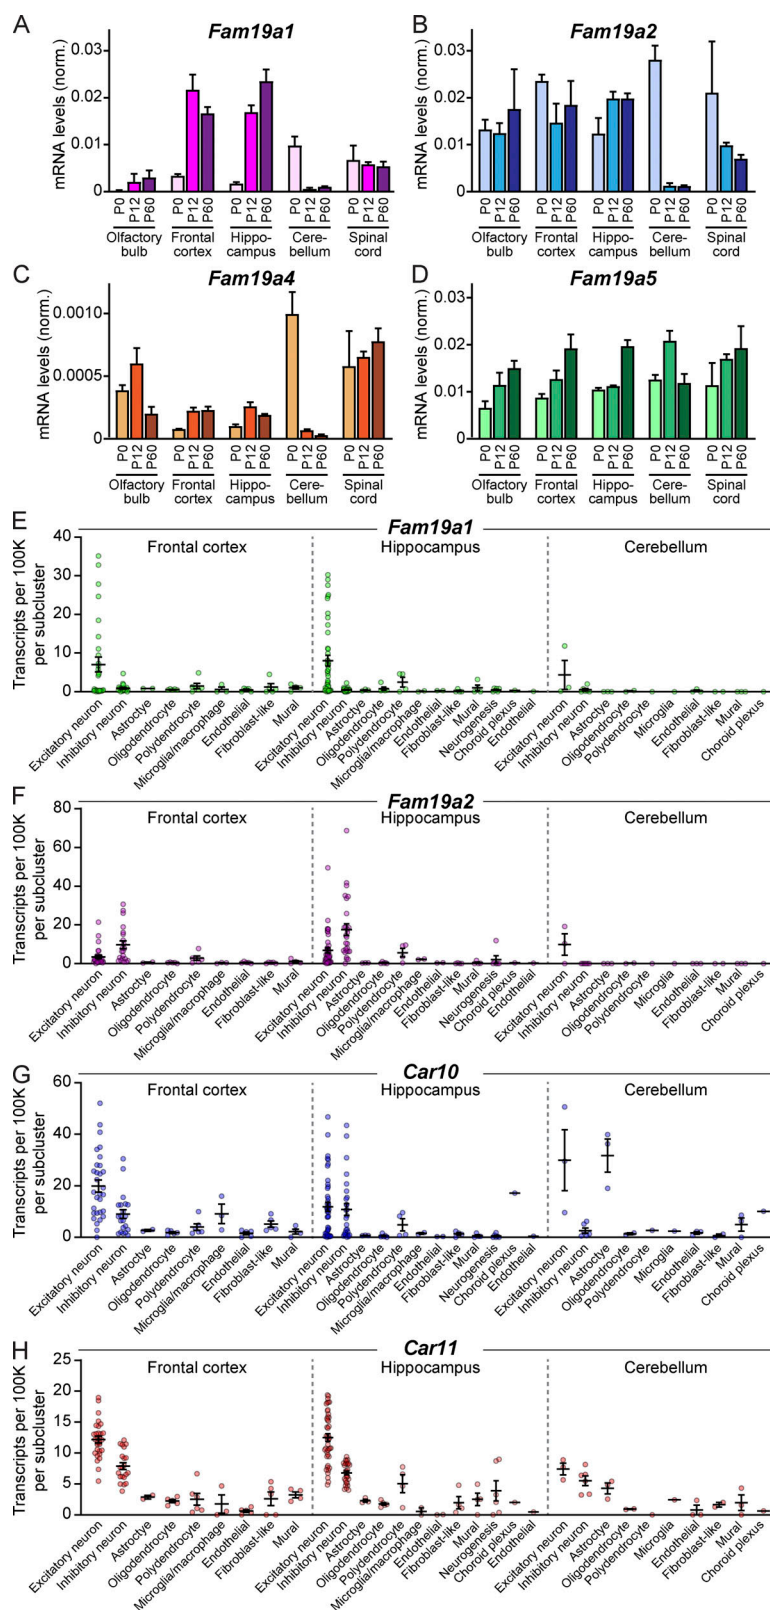 A
Fam19a1
mRNA levels (norm.)
0.03
0.02
0.01
0
P0 P12 P60 P0 P12 P60 P0 P12 P60 P0 P12 P60 P0 P12 P60
Olfactory bulb
Frontal cortex
Hippo-campus
Cere-bellum
Spinal cord
B
Fam19a2
mRNA levels (norm.)
0.03
0.02
0.01
0
P0 P12 P60 P0 P12 P60 P0 P12 P60 P0 P12 P60 P0 P12 P60
Olfactory bulb
Frontal cortex
Hippo-campus
Cere-bellum
Spinal cord
C
Fam19a4
mRNA levels (norm.)
0.0010
0.0005
0
P0 P12 P60 P0 P12 P60 P0 P12 P60 P0 P12 P60 P0 P12 P60
Olfactory bulb
Frontal cortex
Hippo-campus
Cere-bellum
Spinal cord
D
Fam19a5
mRNA levels (norm.)
0.03
0.02
0.01
0
P0 P12 P60 P0 P12 P60 P0 P12 P60 P0 P12 P60 P0 P12 P60
Olfactory bulb
Frontal cortex
Hippo-campus
Cere-bellum
Spinal cord
E
Fam19a1
Frontal cortex
Hippocampus
Cerebellum
Transcripts per 100K
per subcluster
40
30
20
10
0
Excitatory neuron
Inhibitory neuron
Astroctye
Oligodendrocyte
Polydendrocyte
Microglia/macrophage
Endothelial
Fibroblast-like
Mural
Excitatory neuron
Inhibitory neuron
Astroctye
Oligodendrocyte
Polydendrocyte
Microglia/macrophage
Endothelial
Fibroblast-like
Mural
Neurogenesis
Choroid plexus
Endothelial
Excitatory neuron
Inhibitory neuron
Astroctye
Oligodendrocyte
Polydendrocyte
Microglia
Endothelial
Fibroblast-like
Mural
Choroid plexus
F
Fam19a2
Frontal cortex
Hippocampus
Cerebellum
Transcripts per 100K
per subcluster
80
60
40
20
0
Excitatory neuron
Inhibitory neuron
Astroctye
Oligodendrocyte
Polydendrocyte
Microglia/macrophage
Endothelial
Fibroblast-like
Mural
Excitatory neuron
Inhibitory neuron
Astroctye
Oligodendrocyte
Polydendrocyte
Microglia/macrophage
Endothelial
Fibroblast-like
Mural
Neurogenesis
Choroid plexus
Endothelial
Excitatory neuron
Inhibitory neuron
Astroctye
Oligodendrocyte
Polydendrocyte
Microglia
Endothelial
Fibroblast-like
Mural
Choroid plexus
G
Car10
Frontal cortex
Hippocampus
Cerebellum
Transcripts per 100K
per subcluster
60
40
20
0
Excitatory neuron
Inhibitory neuron
Astroctye
Oligodendrocyte
Polydendrocyte
Microglia/macrophage
Endothelial
Fibroblast-like
Mural
Excitatory neuron
Inhibitory neuron
Astroctye
Oligodendrocyte
Polydendrocyte
Microglia/macrophage
Endothelial
Fibroblast-like
Mural
Neurogenesis
Choroid plexus
Endothelial
Excitatory neuron
Inhibitory neuron
Astroctye
Oligodendrocyte
Polydendrocyte
Microglia
Endothelial
Fibroblast-like
Mural
Choroid plexus
H
Car11
Frontal cortex
Hippocampus
Cerebellum
Transcripts per 100K
per subcluster
25
20
15
10
5
0
Excitatory neuron
Inhibitory neuron
Astroctye
Oligodendrocyte
Polydendrocyte
Microglia/macrophage
Endothelial
Fibroblast-like
Mural
Excitatory neuron
Inhibitory neuron
Astroctye
Oligodendrocyte
Polydendrocyte
Microglia/macrophage
Endothelial
Fibroblast-like
Mural
Neurogenesis
Choroid plexus
Endothelial
Excitatory neuron
Inhibitory neuron
Astroctye
Oligodendrocyte
Polydendrocyte
Microglia
Endothelial
Fibroblast-like
Mural
Choroid plexus